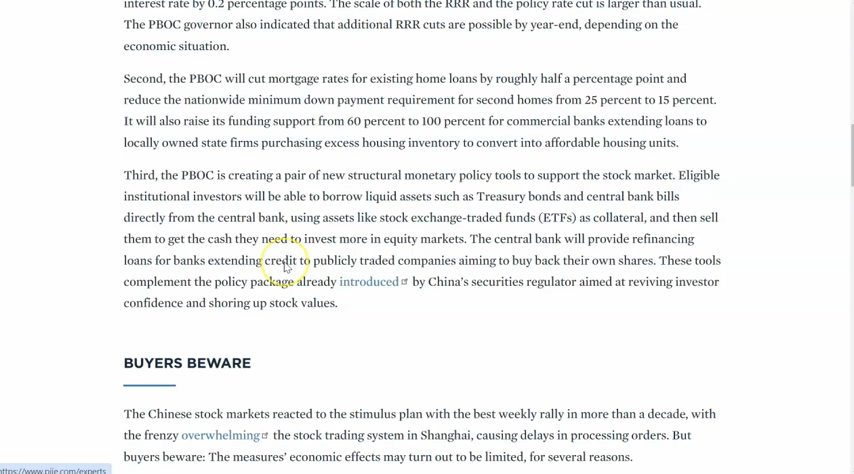 interest rate by 0.2 percentage points. The scale of both the RRR and the policy rate cut is larger than usual.
The PBOC governor also indicated that additional RRR cuts are possible by year-end, depending on the
economic situation.
Second, the PBOC will cut mortgage rates for existing home loans by roughly half a percentage point and
reduce the nationwide minimum down payment requirement for second homes from 25 percent to 15 percent.
It will also raise its funding support from 60 percent to 100 percent for commercial banks extending loans to
locally owned state firms purchasing excess housing inventory to convert into affordable housing units.
Third, the PBOC is creating a pair of new structural monetary policy tools to support the stock market. Eligible
institutional investors will be able to borrow liquid assets such as Treasury bonds and central bank bills
directly from the central bank, using assets like stock exchange-traded funds (ETFs) as collateral, and then sell
them to get the cash they need to invest more in equity markets. The central bank will provide refinancing
loans for banks extending credit to publicly traded companies aiming to buy back their own shares. These tools
complement the policy package already introduced by China's securities regulator aimed at reviving investor
confidence and shoring up stock values.
BUYERS BEWARE
The Chinese stock markets reacted to the stimulus plan with the best weekly rally in more than a decade, with
the frenzy overwhelming the stock trading system in Shanghai, causing delays in processing orders. But
buyers beware: The measures' economic effects may turn out to be limited, for several reasons.
https://www.piie.com/experts